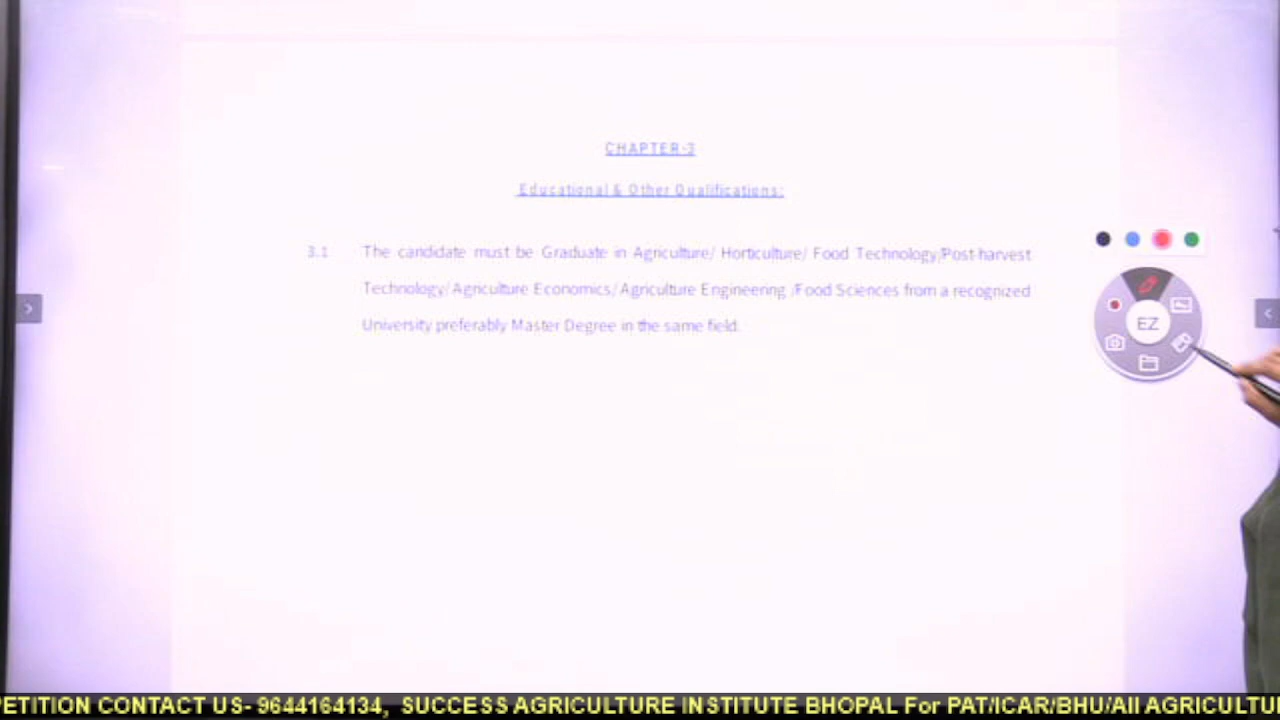 CHAPTER-3
Educational & Other Qualifications:
3.1 The candidate must be Graduate in Agriculture/ Horticulture/ Food Technology/Post-harvest
Technology/ Agriculture Economics/ Agriculture Engineering /Food Sciences from a recognized
University preferably Master Degree in the same field.
EZ
PETITION CONTACT US- 9644164134, SUCCESS AGRICULTURE INSTITUTE BHOPAL For PAT/ICAR/BHU/All AGRICULTU